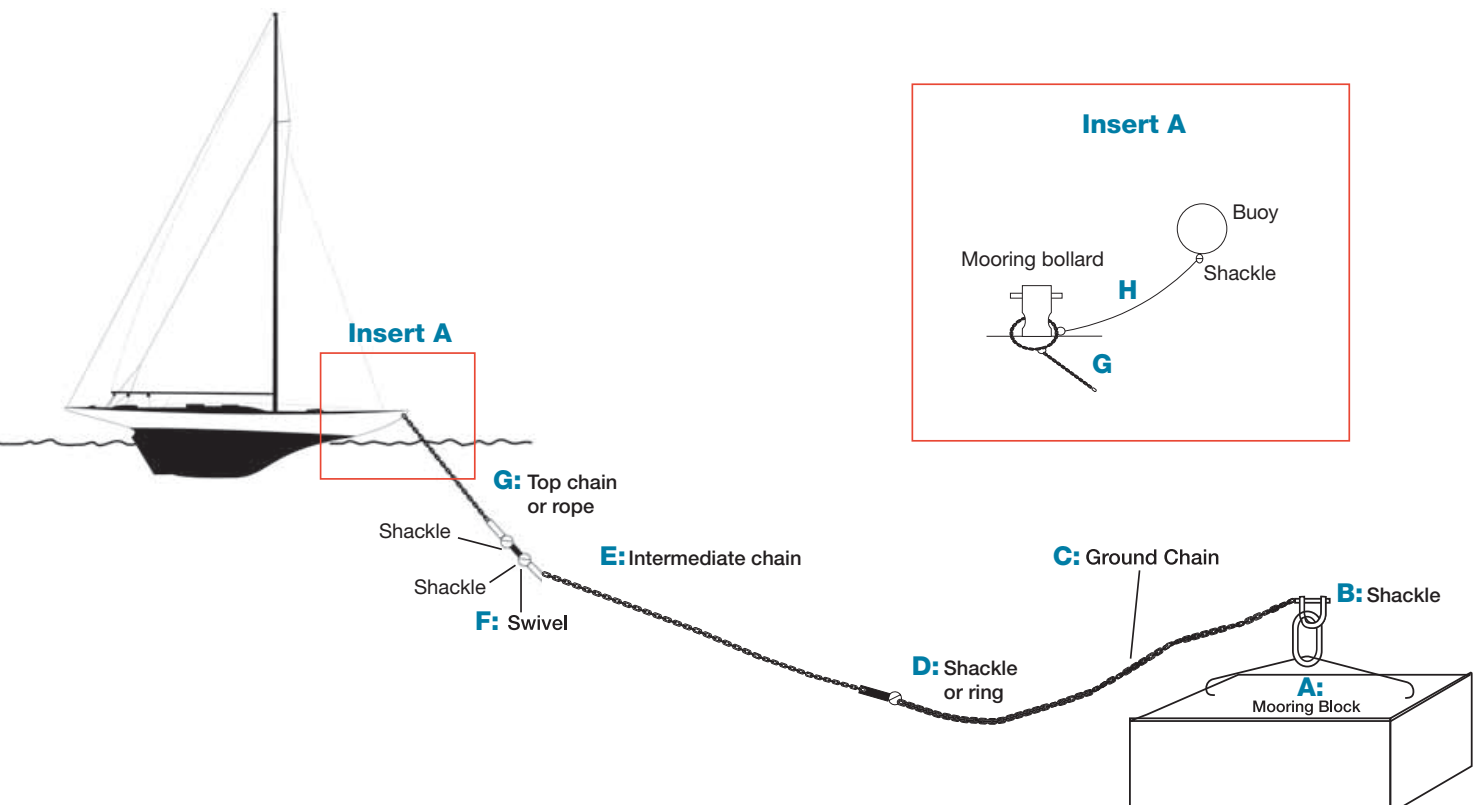 Insert A
Buoy
Mooring bollard
Shackle
H
G
Insert A
G: Top chain
or rope
Shackle
Shackle
F: Swivel
E: Intermediate chain
C: Ground Chain
B: Shackle
D: Shackle
or ring
A:
Mooring Block